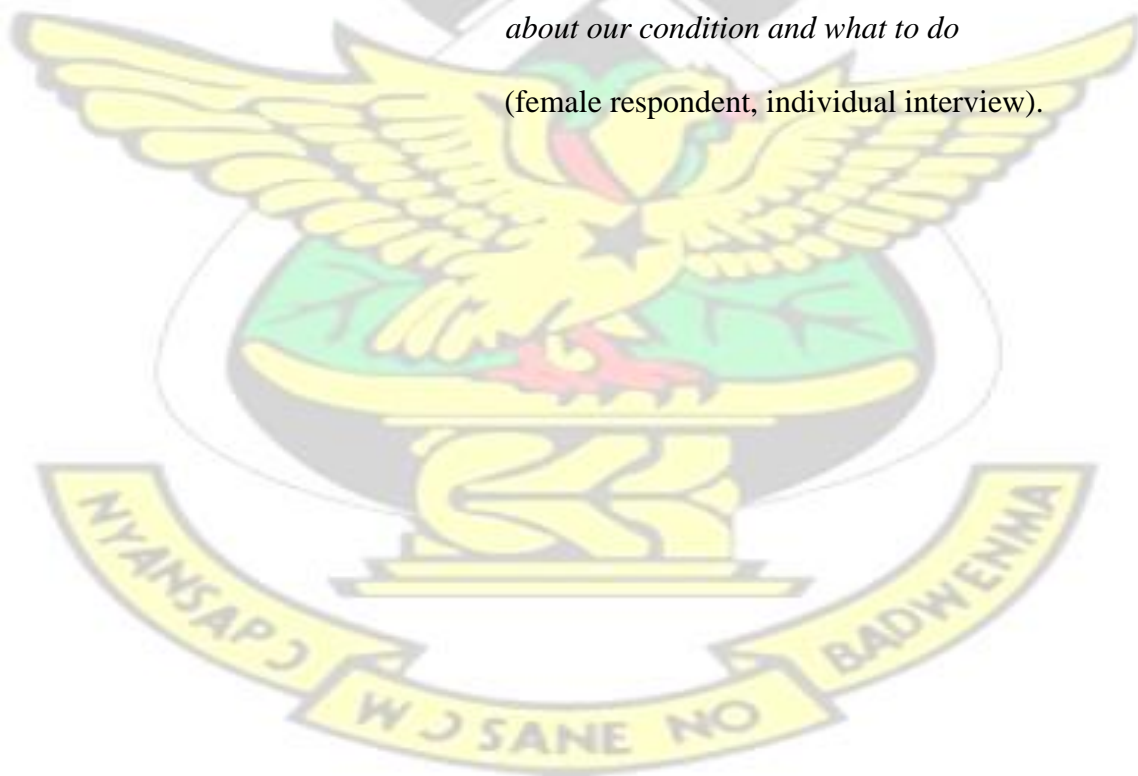 about our condition and what to do
(female respondent, individual interview).
NYANSAPƆ
WƆSANE NO
BADWENMA